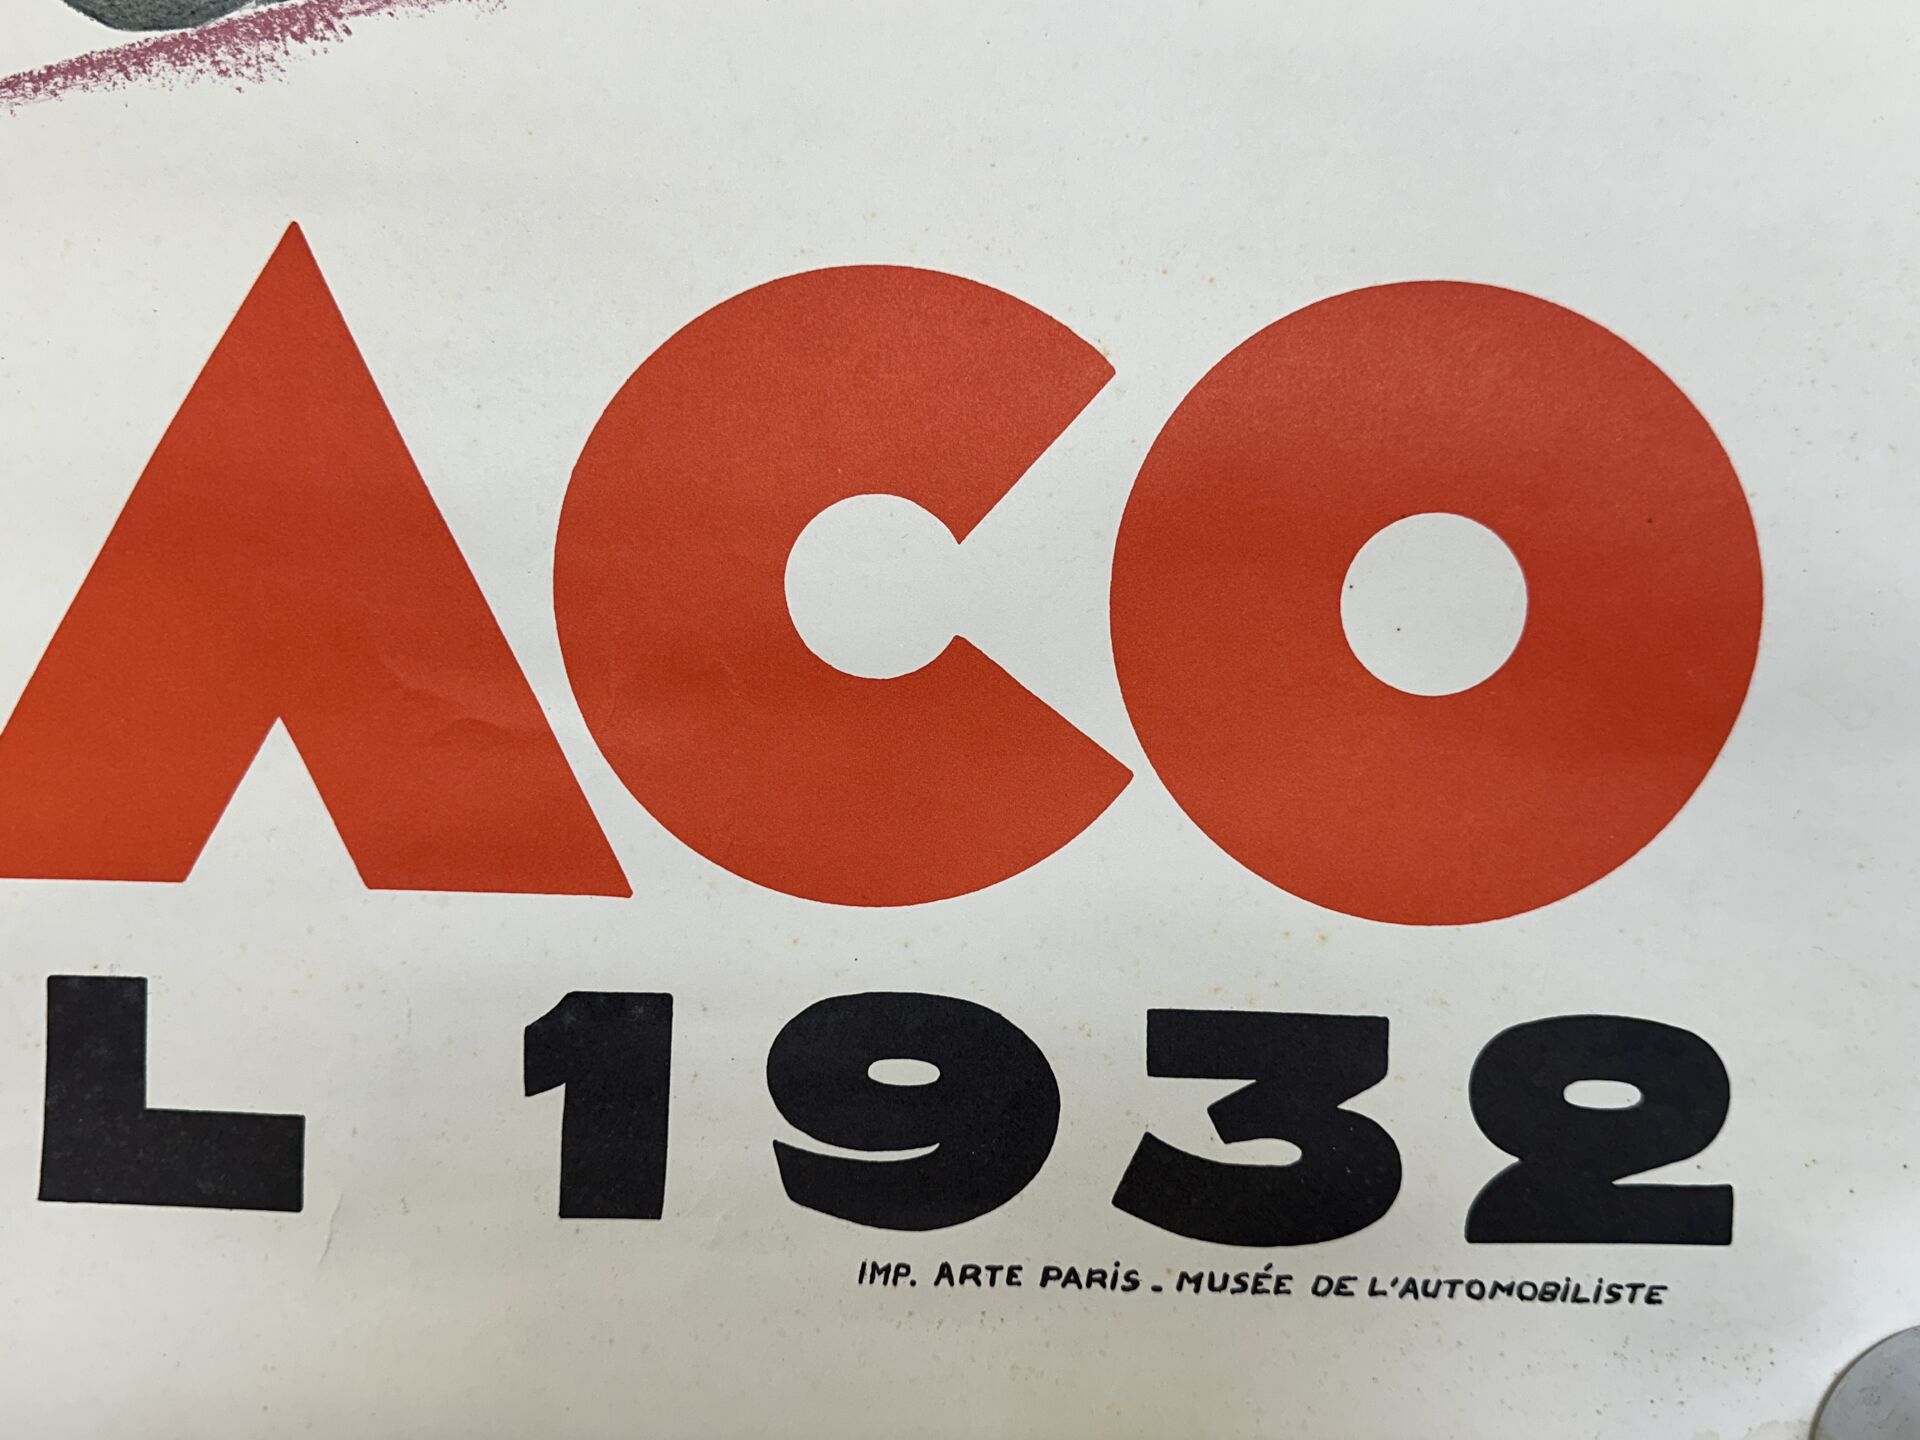 ACO
L 1932
IMP. ARTE PARIS - MUSÉE DE L'AUTOMOBILISTE